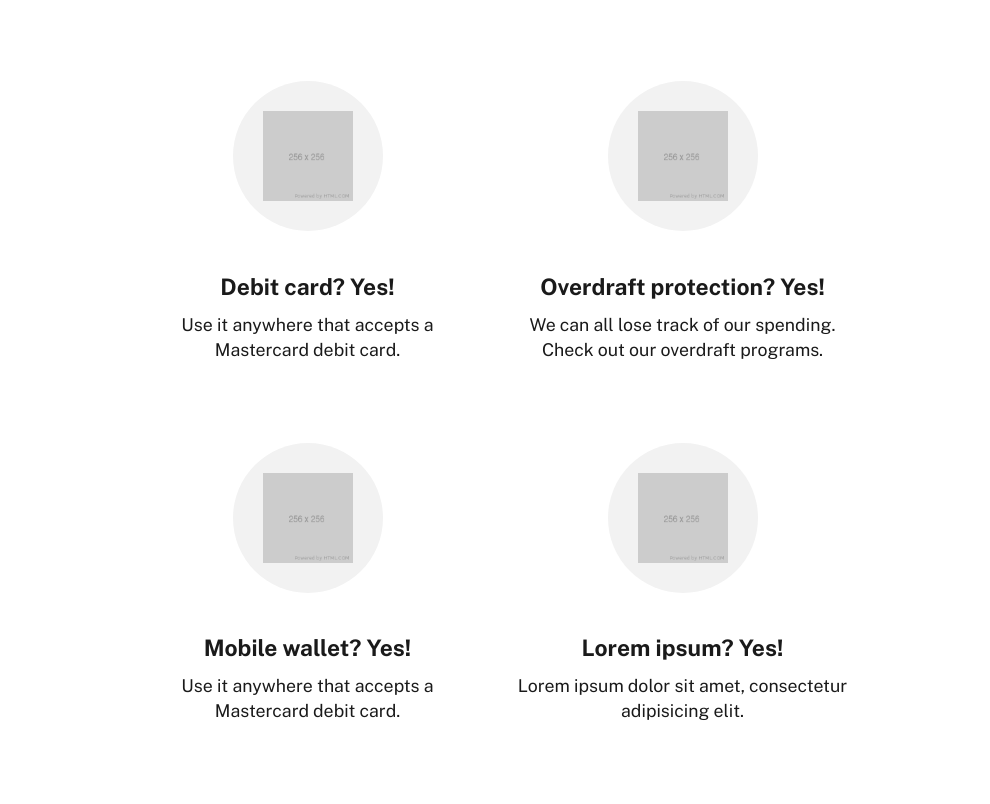 256 x 256
Powered by HTML.COM
256 x 256
Powered by HTML.COM
Debit card? Yes!
Use it anywhere that accepts a
Mastercard debit card.
Overdraft protection? Yes!
We can all lose track of our spending.
Check out our overdraft programs.
256 x 256
Powered by HTML.COM
256 x 256
Powered by HTML.COM
Mobile wallet? Yes!
Use it anywhere that accepts a
Mastercard debit card.
Lorem ipsum? Yes!
Lorem ipsum dolor sit amet, consectetur
adipisicing elit.